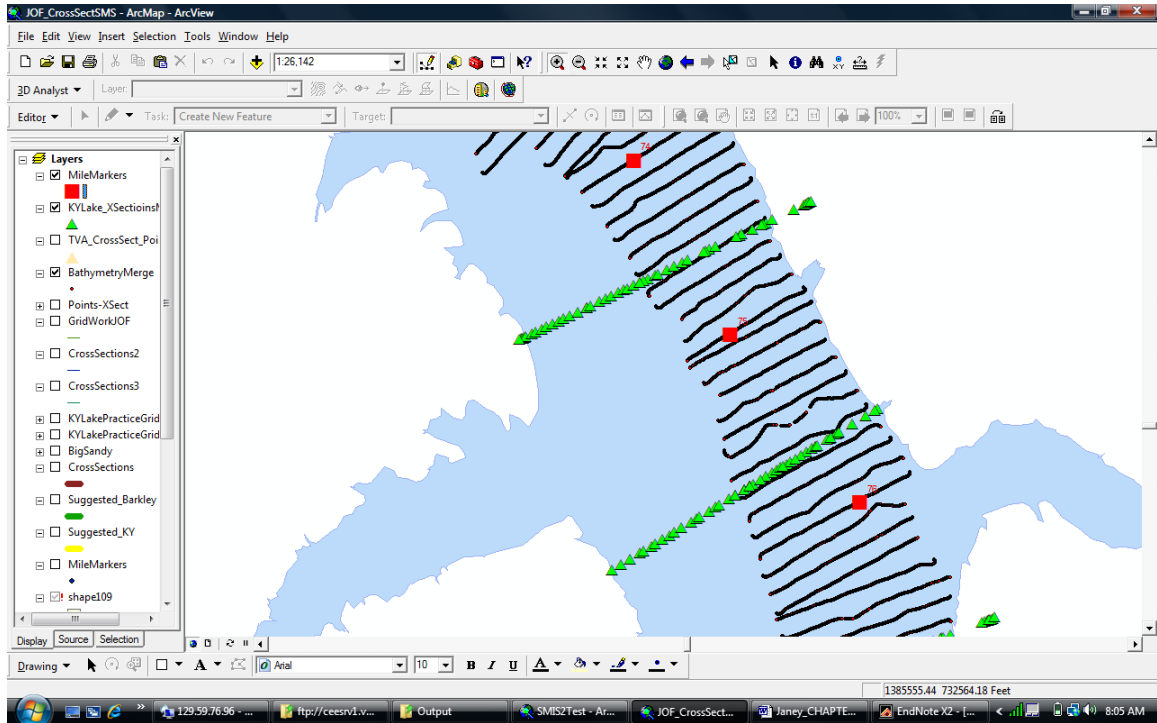 JOF_CrossSectSMS - ArcMap - ArcView
File Edit View Insert Selection Tools Window Help
1:26,142
3D Analyst Layer:
Editor Task: Create New Feature Target: 100%
Layers
MileMarkers
KYLake_XSectioins
TVA_CrossSect_Poi
BathymetryMerge
Points-XSect
GridWorkJOF
CrossSections2
CrossSections3
KYLakePracticeGrid
KYLakePracticeGrid
BigSandy
CrossSections
Suggested_Barkley
Suggested_KY
MileMarkers
shape109
74
75
76
Display Source Selection
Drawing A Arial 10 B I U A
1385555.44 732564.18 Feet
129.59.76.96 - ... ftp://ceesrv1.v... Output SMIS2Test - Ar... JOF_CrossSect... Janey_CHAPTE... EndNote X2 - [... 8:05 AM